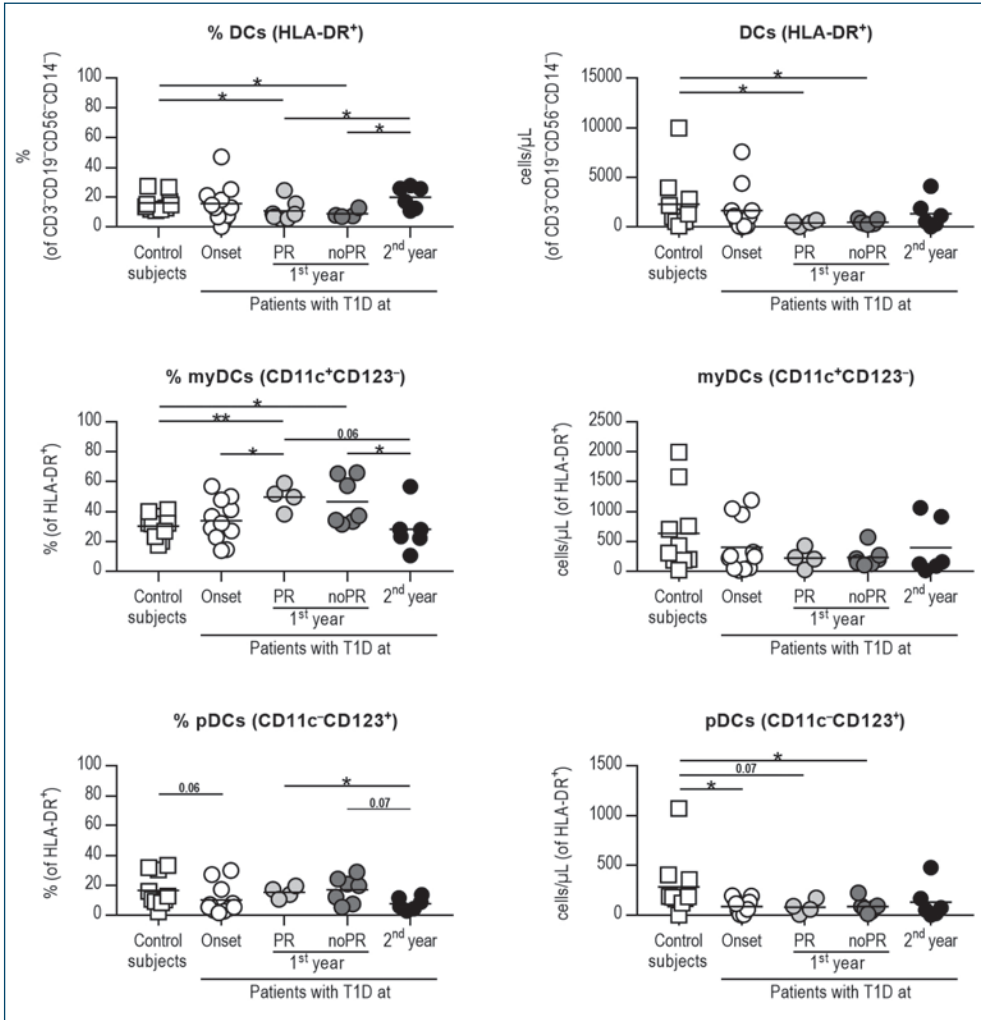 % DCs (HLA-DR⁺)
%
(of CD3⁻CD19⁻CD56⁻CD14⁻)
100
80
60
40
20
0
*
*
*
*
Control subjects
Onset
PR
noPR
2ⁿᵈ year
1ˢᵗ year
Patients with T1D at
DCs (HLA-DR⁺)
cells/µL
(of CD3⁻CD19⁻CD56⁻CD14⁻)
15000
10000
5000
0
*
*
Control subjects
Onset
PR
noPR
2ⁿᵈ year
1ˢᵗ year
Patients with T1D at
% myDCs (CD11c⁺CD123⁻)
% (of HLA-DR⁺)
100
80
60
40
20
0
*
**
0.06
*
*
Control subjects
Onset
PR
noPR
2ⁿᵈ year
1ˢᵗ year
Patients with T1D at
myDCs (CD11c⁺CD123⁻)
cells/µL (of HLA-DR⁺)
2500
2000
1500
1000
500
0
Control subjects
Onset
PR
noPR
2ⁿᵈ year
1ˢᵗ year
Patients with T1D at
% pDCs (CD11c⁻CD123⁺)
% (of HLA-DR⁺)
100
80
60
40
20
0
0.06
*
0.07
Control subjects
Onset
PR
noPR
2ⁿᵈ year
1ˢᵗ year
Patients with T1D at
pDCs (CD11c⁻CD123⁺)
cells/µL (of HLA-DR⁺)
1500
1000
500
0
*
0.07
*
Control subjects
Onset
PR
noPR
2ⁿᵈ year
1ˢᵗ year
Patients with T1D at